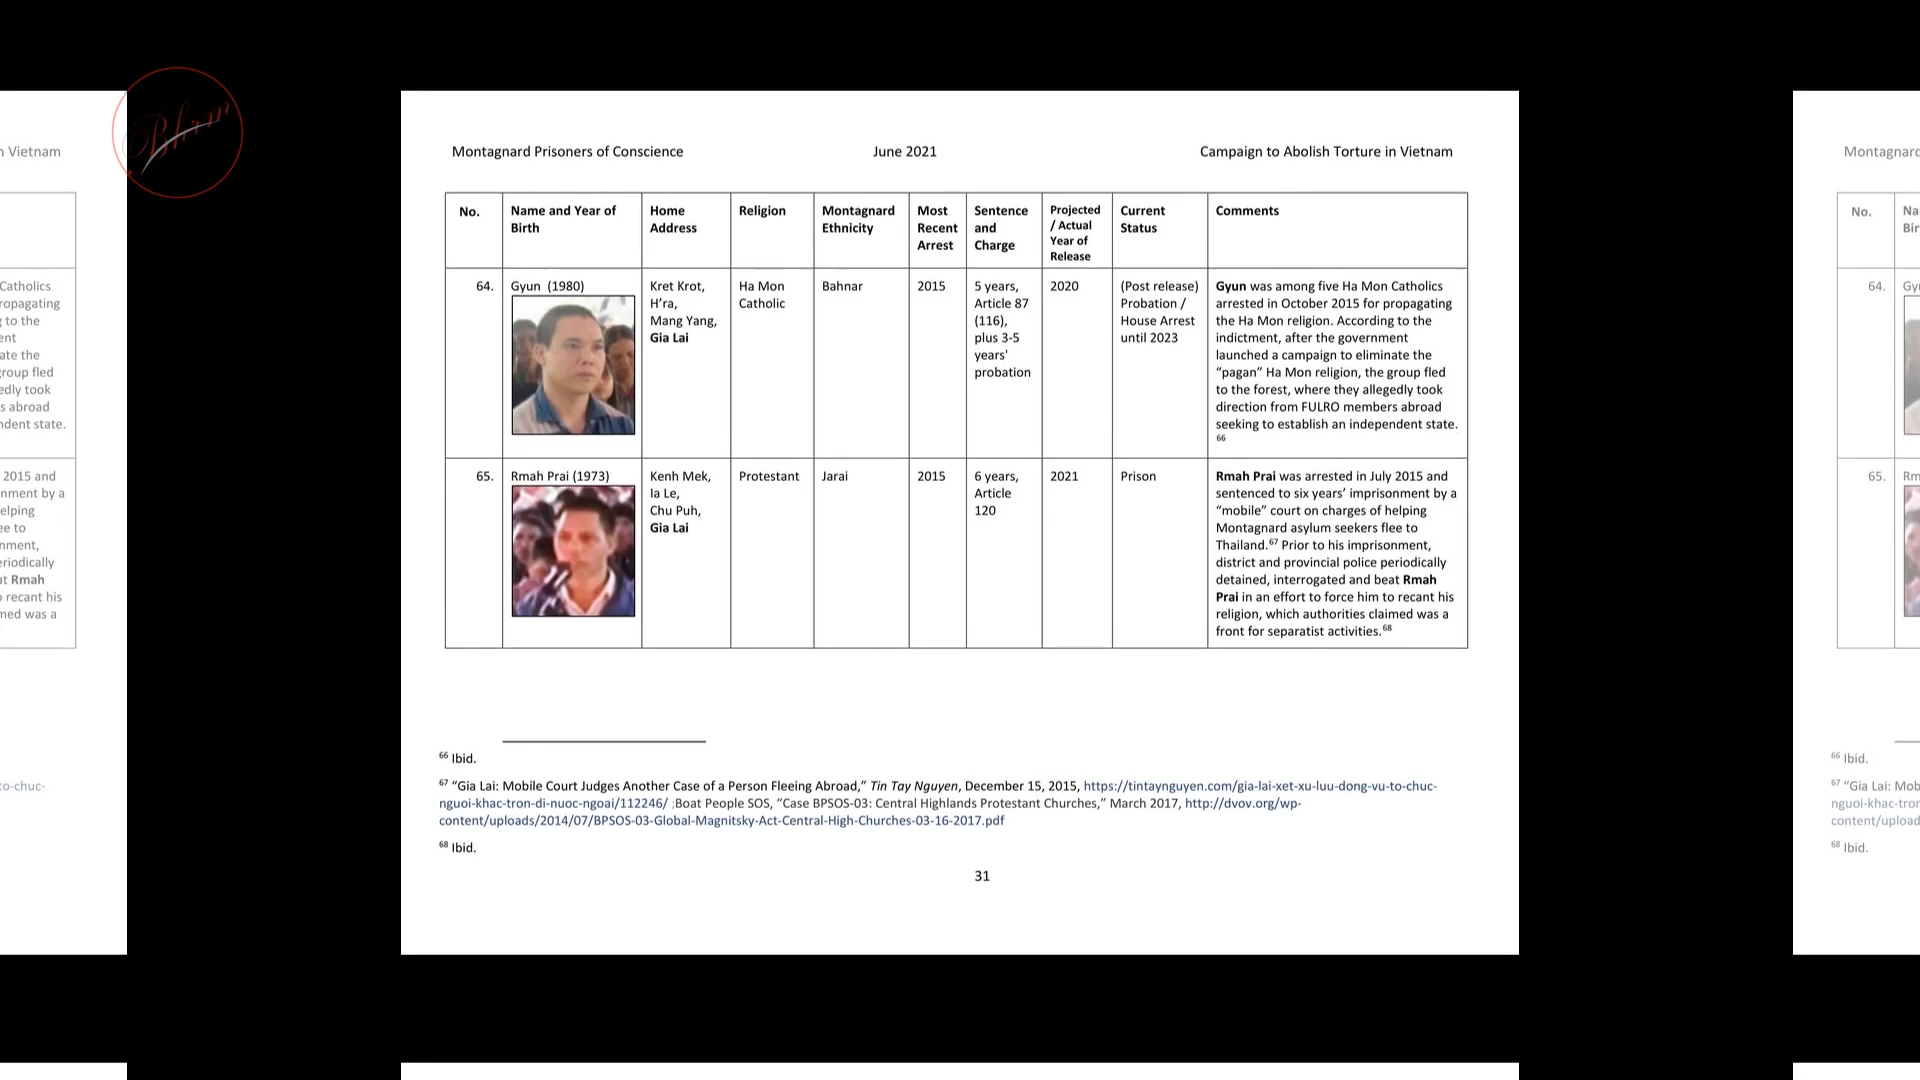 n Vietnam
Bhrm
Montagnard Prisoners of Conscience June 2021 Campaign to Abolish Torture in Vietnam
Montagnard
No.
Name and Year of
Birth
Home
Address
Religion
Montagnard
Ethnicity
Most
Recent
Arrest
Sentence
and
Charge
Projected
/ Actual
Year of
Release
Current
Status
Comments
64.
Gyun (1980)
Kret Krot,
H'ra,
Mang Yang,
Gia Lai
Ha Mon
Catholic
Bahnar
2015
5 years,
Article 87
(116),
plus 3-5
years'
probation
2020
(Post release)
Probation /
House Arrest
until 2023
Gyun was among five Ha Mon Catholics
arrested in October 2015 for propagating
the Ha Mon religion. According to the
indictment, after the government
launched a campaign to eliminate the
“pagan” Ha Mon religion, the group fled
to the forest, where they allegedly took
direction from FULRO members abroad
seeking to establish an independent state.
66
65.
Rmah Prai (1973)
Kenh Mek,
Ia Le,
Chu Puh,
Gia Lai
Protestant
Jarai
2015
6 years,
Article
120
2021
Prison
Rmah Prai was arrested in July 2015 and
sentenced to six years’ imprisonment by a
“mobile” court on charges of helping
Montagnard asylum seekers flee to
Thailand.67 Prior to his imprisonment,
district and provincial police periodically
detained, interrogated and beat Rmah
Prai in an effort to force him to recant his
religion, which authorities claimed was a
front for separatist activities.68
66 Ibid.
67 “Gia Lai: Mobile Court Judges Another Case of a Person Fleeing Abroad,” Tin Tay Nguyen, December 15, 2015, https://tintaynguyen.com/gia-lai-xet-xu-luu-dong-vu-to-chuc-
nguoi-khac-tron-di-nuoc-ngoai/112246/ ;Boat People SOS, “Case BPSOS-03: Central Highlands Protestant Churches,” March 2017, http://dvov.org/wp-
content/uploads/2014/07/BPSOS-03-Global-Magnitsky-Act-Central-High-Churches-03-16-2017.pdf
68 Ibid.
31